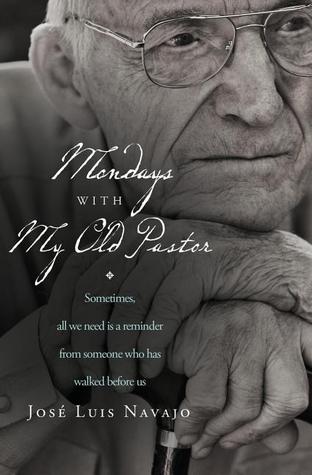 Mondays
WITH
My Old Pastor
Sometimes,
all we need is a reminder
from someone who has
walked before us
José Luis Navajo